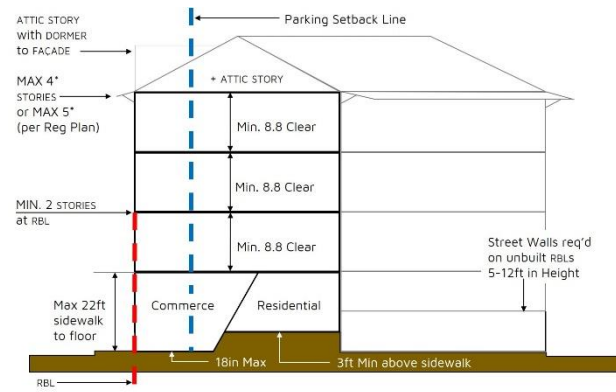 ATTIC STORY
with DORMER
to FAÇADE
Parking Setback Line
+ ATTIC STORY
MAX 4*
STORIES
or MAX 5*
(per Reg Plan)
Min. 8.8 Clear
Min. 8.8 Clear
MIN. 2 STORIES
at RBL
Min. 8.8 Clear
Street Walls req'd
on unbuilt RBLS
5-12ft in Height
Max 22ft
sidewalk
to floor
Commerce
Residential
18in Max
3ft Min above sidewalk
RBL